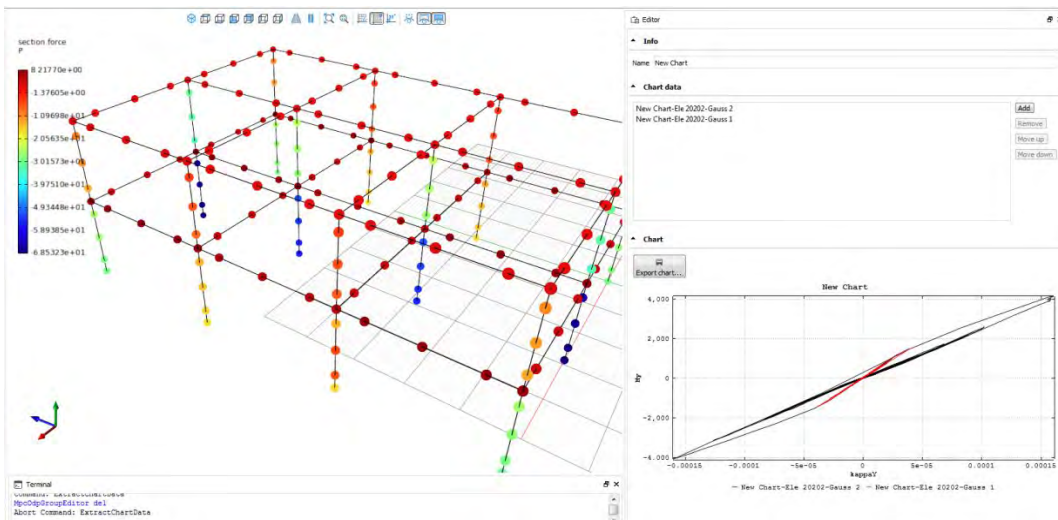 section force
P
8.21770e+00
-1.37605e+00
-1.09698e+01
-2.05635e+01
-3.01573e+01
-3.97510e+01
-4.93448e+01
-5.89385e+01
-6.85323e+01
Terminal
Command: ExtractChartData
MpcOdpGroupEditor del
Abort Command: ExtractChartData
Editor
Info
Name New Chart
Chart data
New Chart-Ele 20202-Gauss 2
New Chart-Ele 20202-Gauss 1
Add
Remove
Move up
Move down
Chart
Export chart...
New Chart
4,000
2,000
0
-2,000
-4,000
My
-0.00015
-0.0001
-5e-05
0
5e-05
0.0001
0.00015
kappaY
New Chart-Ele 20202-Gauss 2
New Chart-Ele 20202-Gauss 1